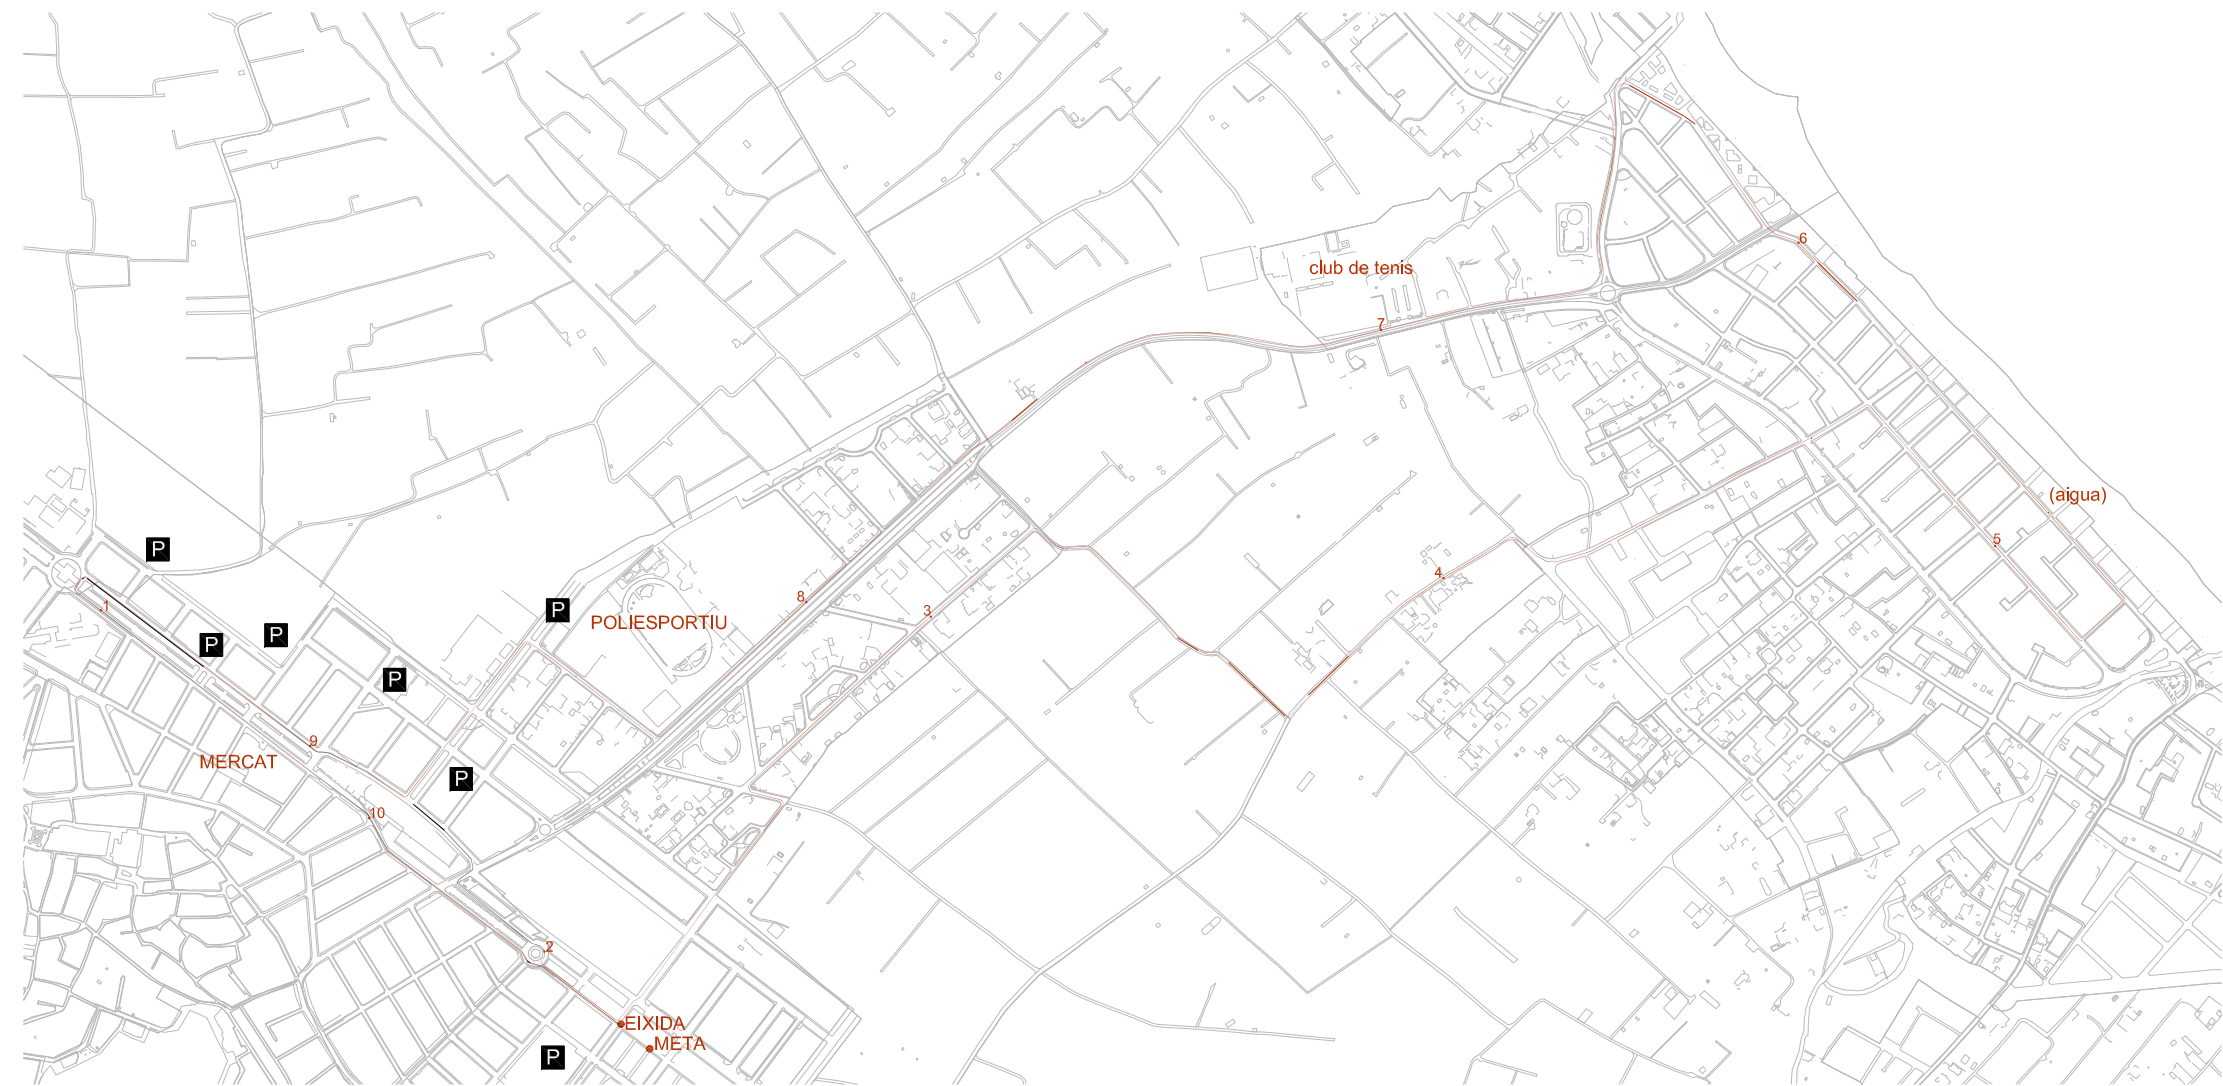 6
club de tenis
7
(aigua)
5
P
4
8
1
P
3
POLIESPORTIU
P
P
P
9
MERCAT
P
10
2
EIXIDA
META
P